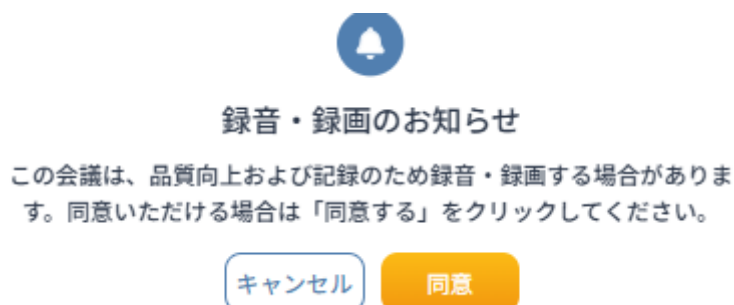 録音・録画のお知らせ
この会議は、品質向上および記録のため録音・録画する場合がありま
す。同意いただける場合は「同意する」をクリックしてください。
キャンセル
同意